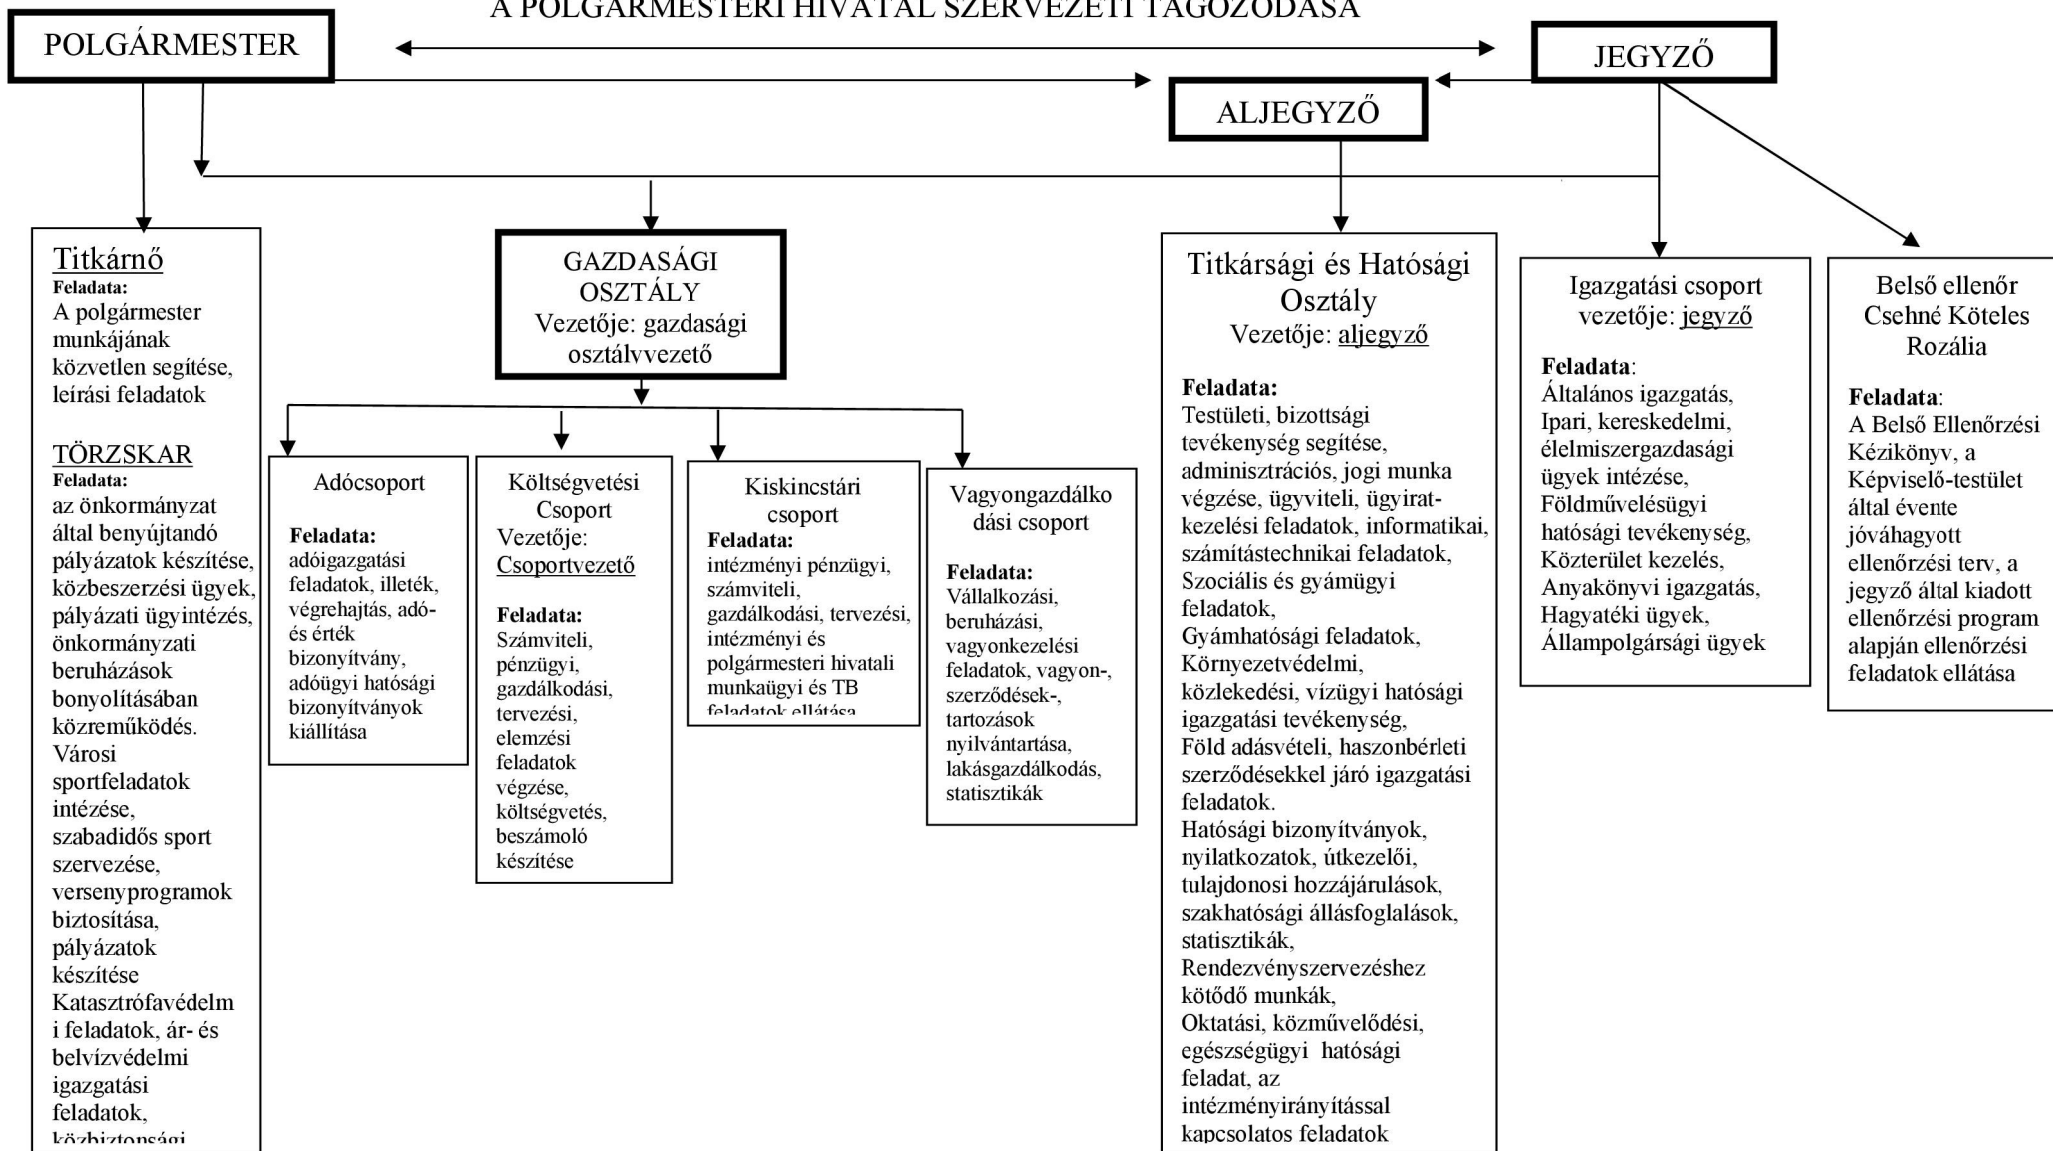 A POLGÁRMESTERI HIVATAL SZERVEZETI TAGOZÓDÁSA
POLGÁRMESTER
JEGYZŐ
ALJEGYZŐ
Titkárnő
Feladata:
A polgármester
munkájának
közvetlen segítése,
leírási feladatok
TÖRZSKAR
Feladata:
az önkormányzat
által benyújtandó
pályázatok készítése,
közbeszerzési ügyek,
pályázati ügyintézés,
önkormányzati
beruházások
bonyolításában
közreműködés.
Városi
sportfeladatok
intézése,
szabadidős sport
szervezése,
versenyprogramok
biztosítása,
pályázatok
készítése
Katasztrófavédelm
i feladatok, ár- és
belvízvédelmi
igazgatási
feladatok,
közbiztonsági
GAZDASÁGI
OSZTÁLY
Vezetője: gazdasági
osztályvezető
Adócsoport
Feladata:
adóigazgatási
feladatok, illeték,
végrehajtás, adó-
és érték
bizonyítvány,
adóügyi hatósági
bizonyítványok
kiállítása
Költségvetési
Csoport
Vezetője:
Csoportvezető
Feladata:
Számviteli,
pénzügyi,
gazdálkodási,
tervezési,
elemzési
feladatok
végzése,
költségvetés,
beszámoló
készítése
Kiskincstári
csoport
Feladata:
intézményi pénzügyi,
számviteli,
gazdálkodási, tervezési,
intézményi és
polgármesteri hivatali
munkaügyi és TB
feladatok ellátása
Vagyongazdálko
dási csoport
Feladata:
Vállalkozási,
beruházási,
vagyonkezelési
feladatok, vagyon-,
szerződések-,
tartozások
nyilvántartása,
lakásgazdálkodás,
statisztikák
Titkársági és Hatósági
Osztály
Vezetője: aljegyző
Feladata:
Testületi, bizottsági
tevékenység segítése,
adminisztrációs, jogi munka
végzése, ügyviteli, ügyirat-
kezelési feladatok, informatikai,
számítástechnikai feladatok,
Szociális és gyámügyi
feladatok,
Gyámhatósági feladatok,
Környezetvédelmi,
közlekedési, vízügyi hatósági
igazgatási tevékenység,
Föld adásvételi, haszonbérleti
szerződésekkel járó igazgatási
feladatok.
Hatósági bizonyítványok,
nyilatkozatok, útkezelői,
tulajdonosi hozzájárulások,
szakhatósági állásfoglalások,
statisztikák,
Rendezvényszervezéshez
kötődő munkák,
Oktatási, közművelődési,
egészségügyi hatósági
feladat, az
intézményirányítással
kapcsolatos feladatok
Igazgatási csoport
vezetője: jegyző
Feladata:
Általános igazgatás,
Ipari, kereskedelmi,
élelmiszergazdasági
ügyek intézése,
Földművelésügyi
hatósági tevékenység,
Közterület kezelés,
Anyakönyvi igazgatás,
Hagyatéki ügyek,
Állampolgársági ügyek
Belső ellenőr
Csehné Köteles
Rozália
Feladata:
A Belső Ellenőrzési
Kézikönyv, a
Képviselő-testület
által évente
jóváhagyott
ellenőrzési terv, a
jegyző által kiadott
ellenőrzési program
alapján ellenőrzési
feladatok ellátása